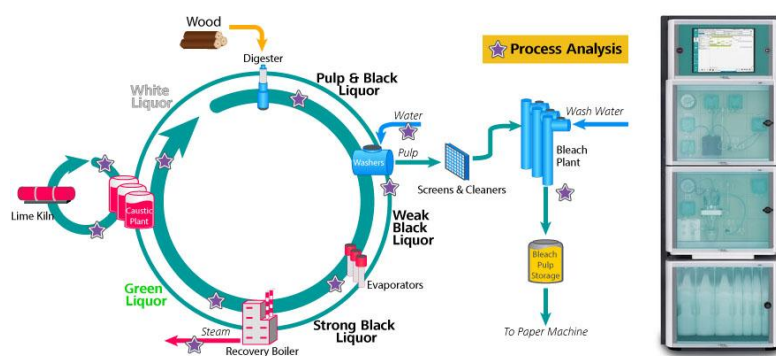 Wood
Digester
Process Analysis
White
Liquor
Pulp & Black
Liquor
Water
Wash Water
Pulp
Washers
Bleach
Plant
Screens & Cleaners
Lime Kiln
Caustic
Plant
Weak
Black
Liquor
Bleach
Pulp
Storage
Evaporators
Green
Liquor
Strong Black
Liquor
Steam
Recovery Boiler
To Paper Machine